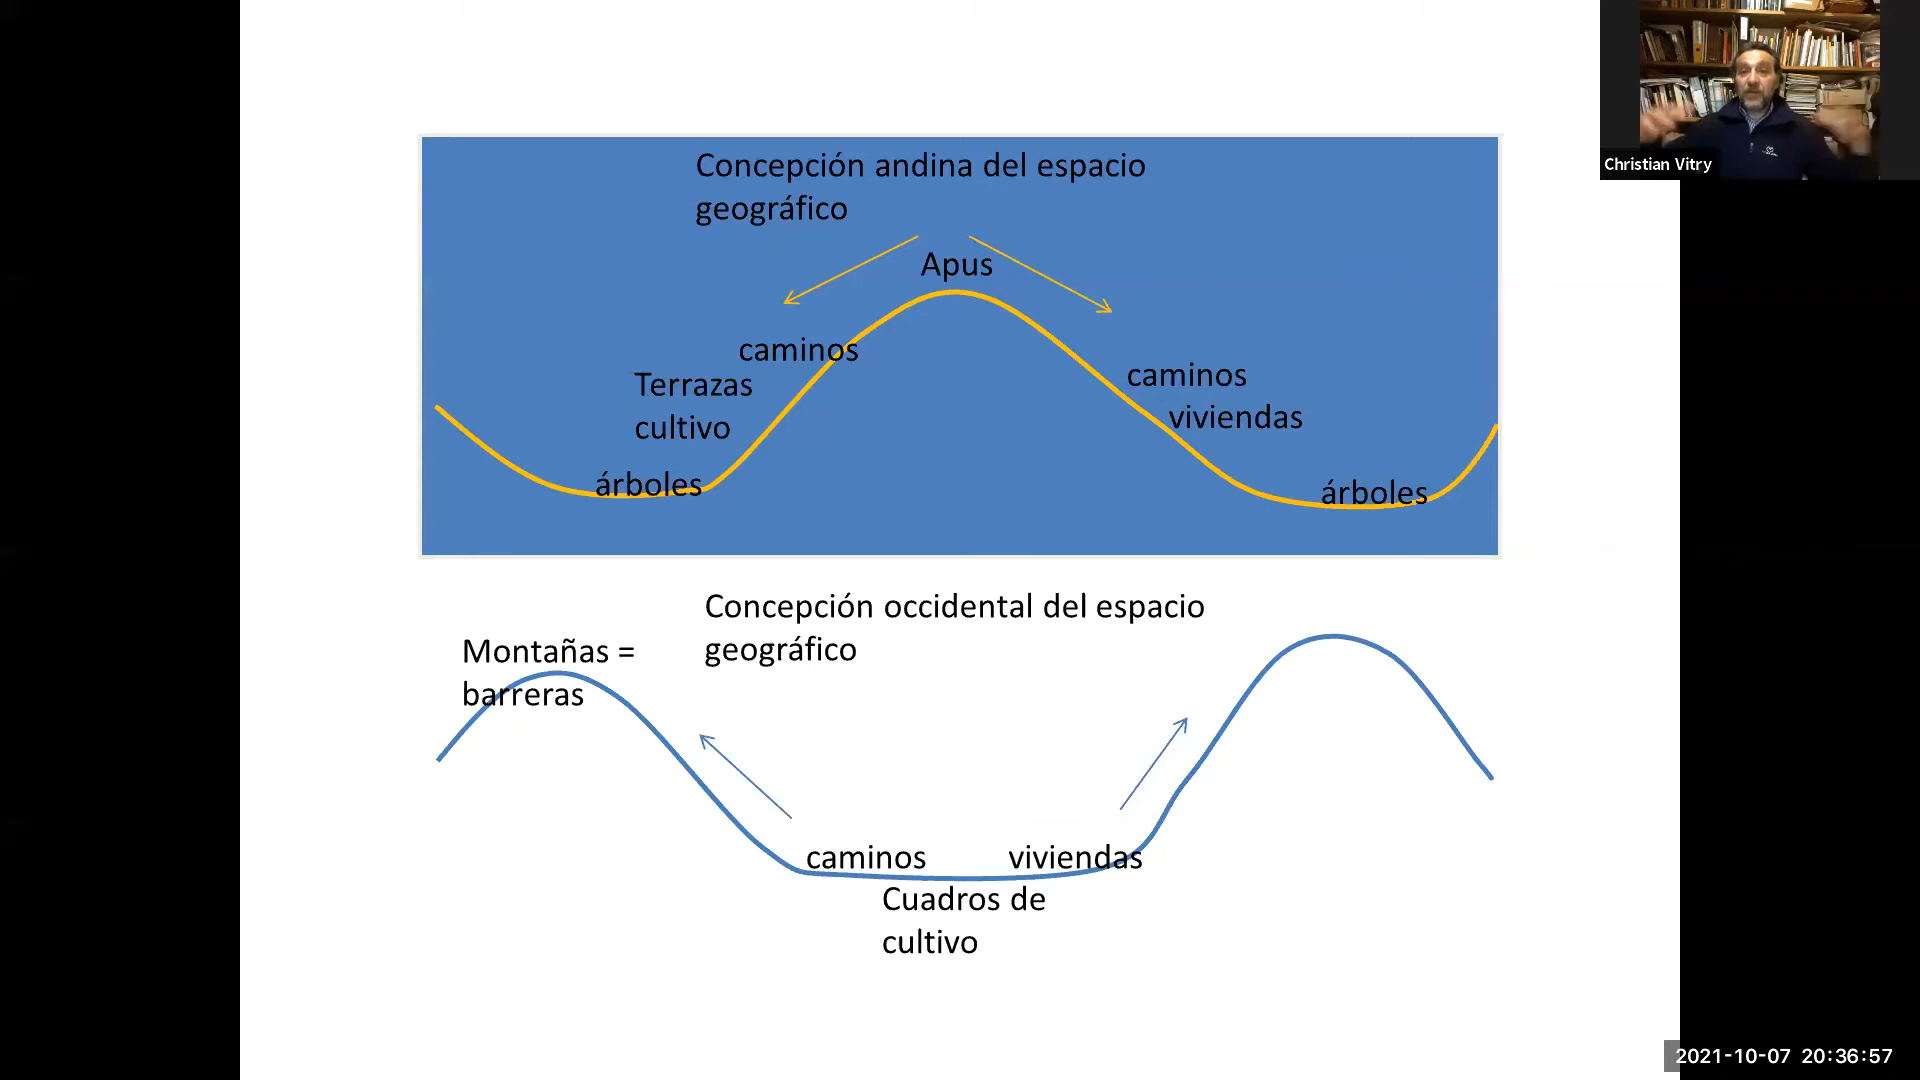 Concepción andina del espacio
geográfico
Apus
caminos
Terrazas
cultivo
árboles
caminos
viviendas
árboles
Concepción occidental del espacio
geográfico
Montañas =
barreras
caminos
viviendas
Cuadros de
cultivo
Christian Vitry
2021-10-07 20:36:57